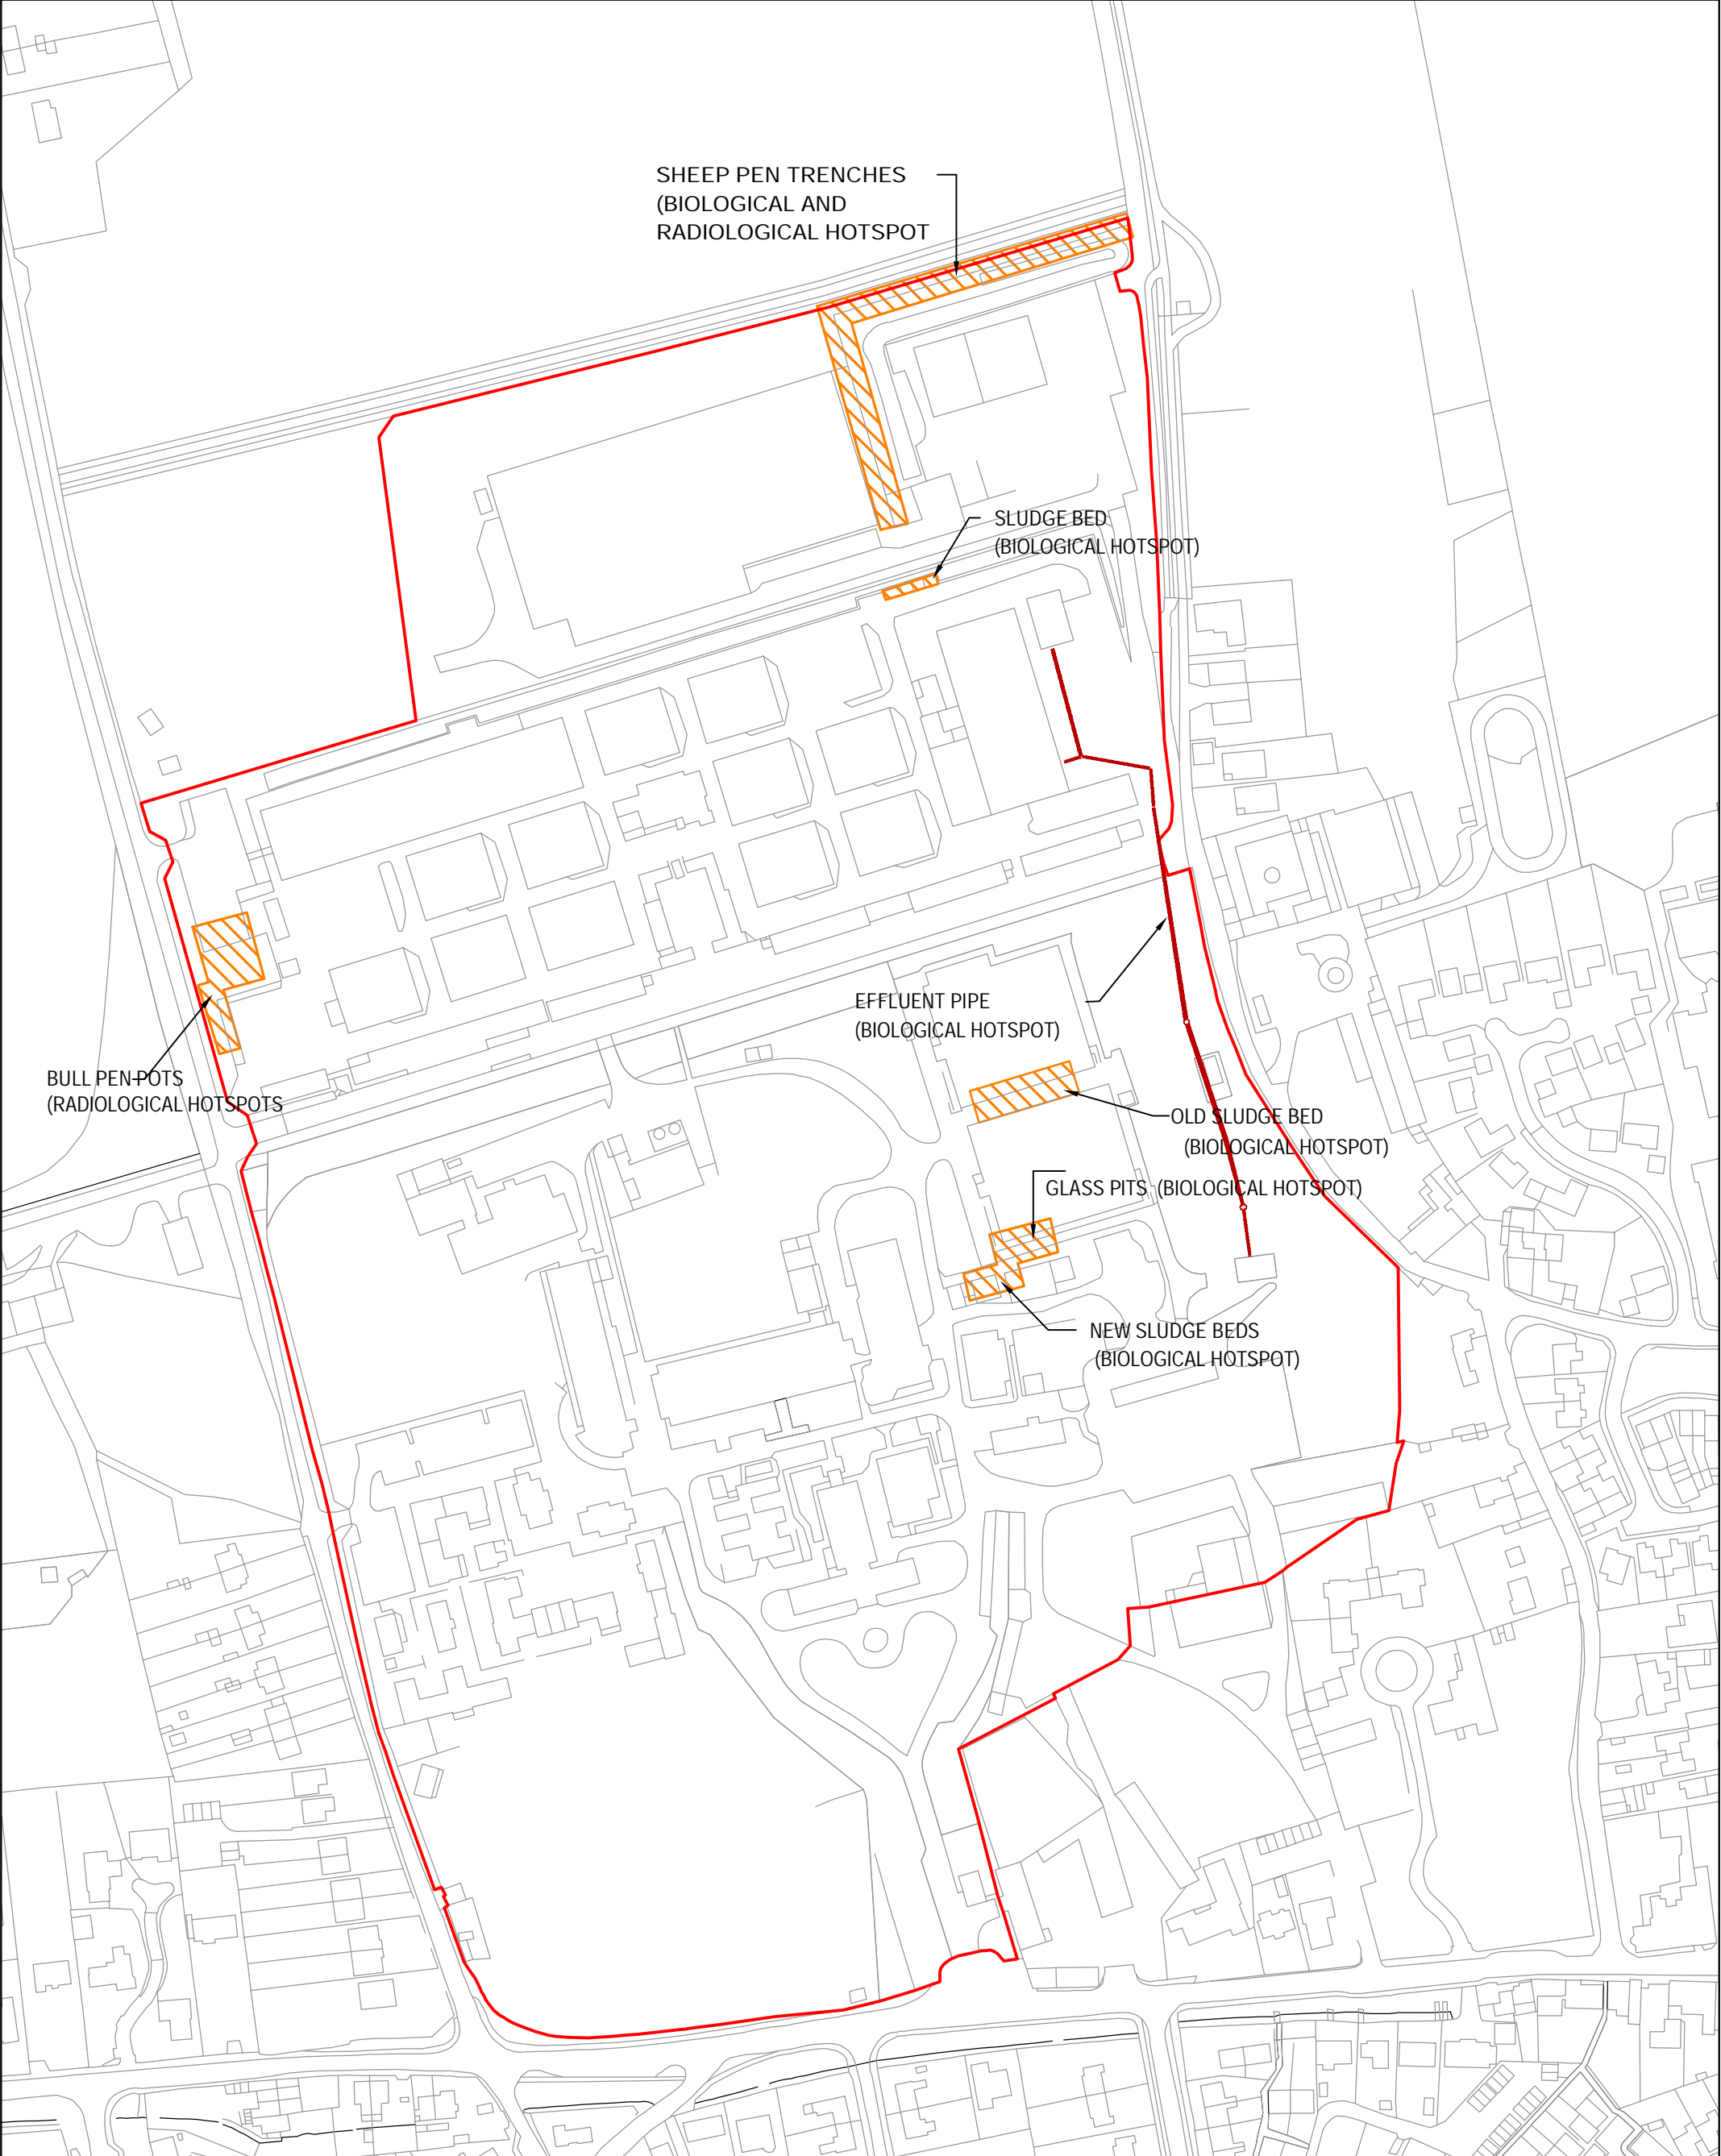 SHEEP PEN TRENCHES
(BIOLOGICAL AND
RADIOLOGICAL HOTSPOT
SLUDGE BED
(BIOLOGICAL HOTSPOT)
EFFLUENT PIPE
(BIOLOGICAL HOTSPOT)
BULL PEN POTS
(RADIOLOGICAL HOTSPOTS
OLD SLUDGE BED
(BIOLOGICAL HOTSPOT)
GLASS PITS (BIOLOGICAL HOTSPOT)
NEW SLUDGE BEDS
(BIOLOGICAL HOTSPOT)